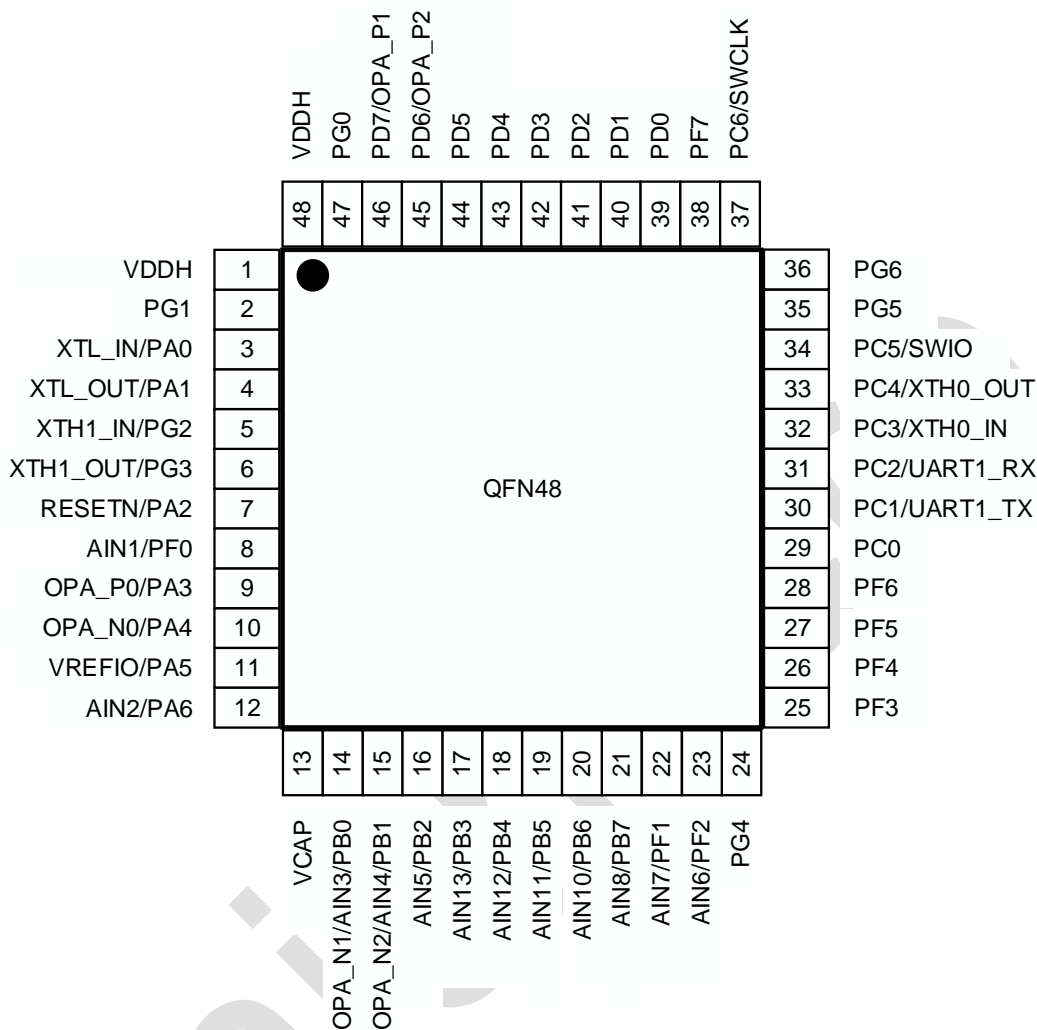 VDDH
PG0
PD7/OPA_P1
PD6/OPA_P2
PD5
PD4
PD3
PD2
PD1
PD0
PF7
PC6/SWCLK
48 47 46 45 44 43 42 41 40 39 38 37
VDDH 1
PG1 2
XTL_IN/PA0 3
XTL_OUT/PA1 4
XTH1_IN/PG2 5
XTH1_OUT/PG3 6
RESETN/PA2 7
AIN1/PF0 8
OPA_P0/PA3 9
OPA_N0/PA4 10
VREFIO/PA5 11
AIN2/PA6 12
QFN48
36 PG6
35 PG5
34 PC5/SWIO
33 PC4/XTH0_OUT
32 PC3/XTH0_IN
31 PC2/UART1_RX
30 PC1/UART1_TX
29 PC0
28 PF6
27 PF5
26 PF4
25 PF3
13 14 15 16 17 18 19 20 21 22 23 24
VCAP
OPA_N1/AIN3/PB0
OPA_N2/AIN4/PB1
AIN5/PB2
AIN13/PB3
AIN12/PB4
AIN11/PB5
AIN10/PB6
AIN8/PB7
AIN7/PF1
AIN6/PF2
PG4